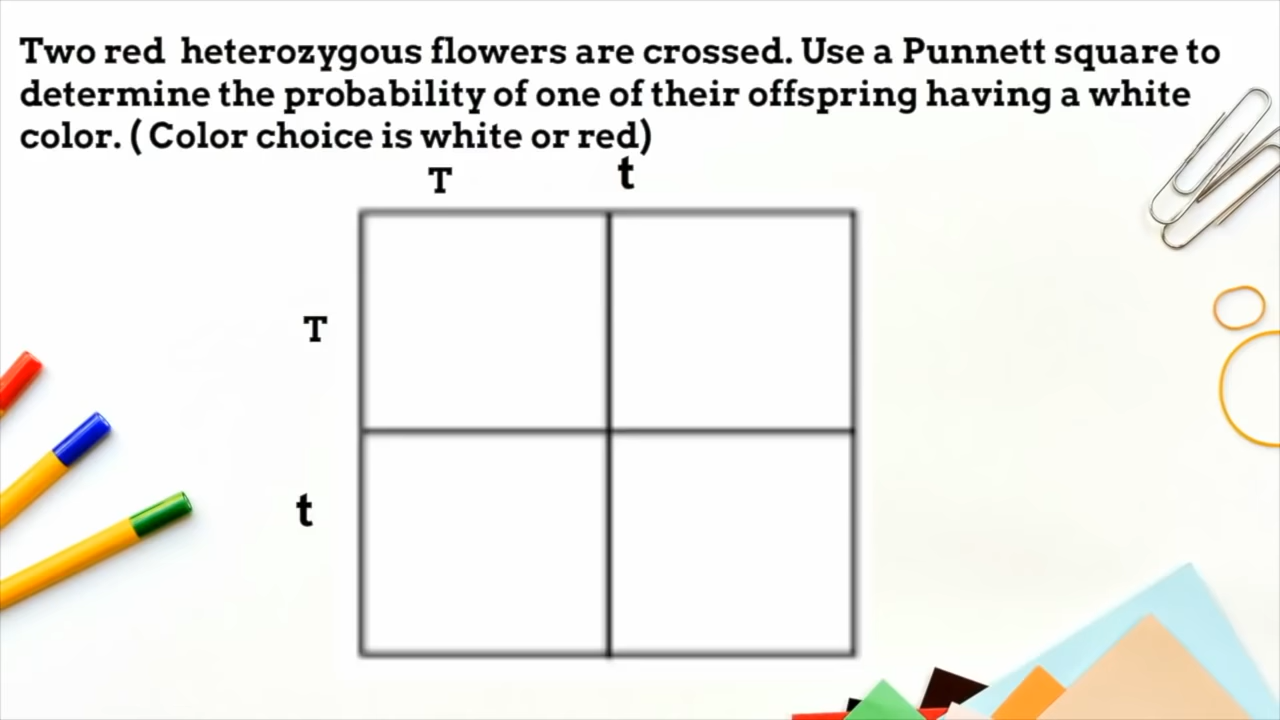 Two red heterozygous flowers are crossed. Use a Punnett square to
determine the probability of one of their offspring having a white
color. ( Color choice is white or red)
T t
T
t